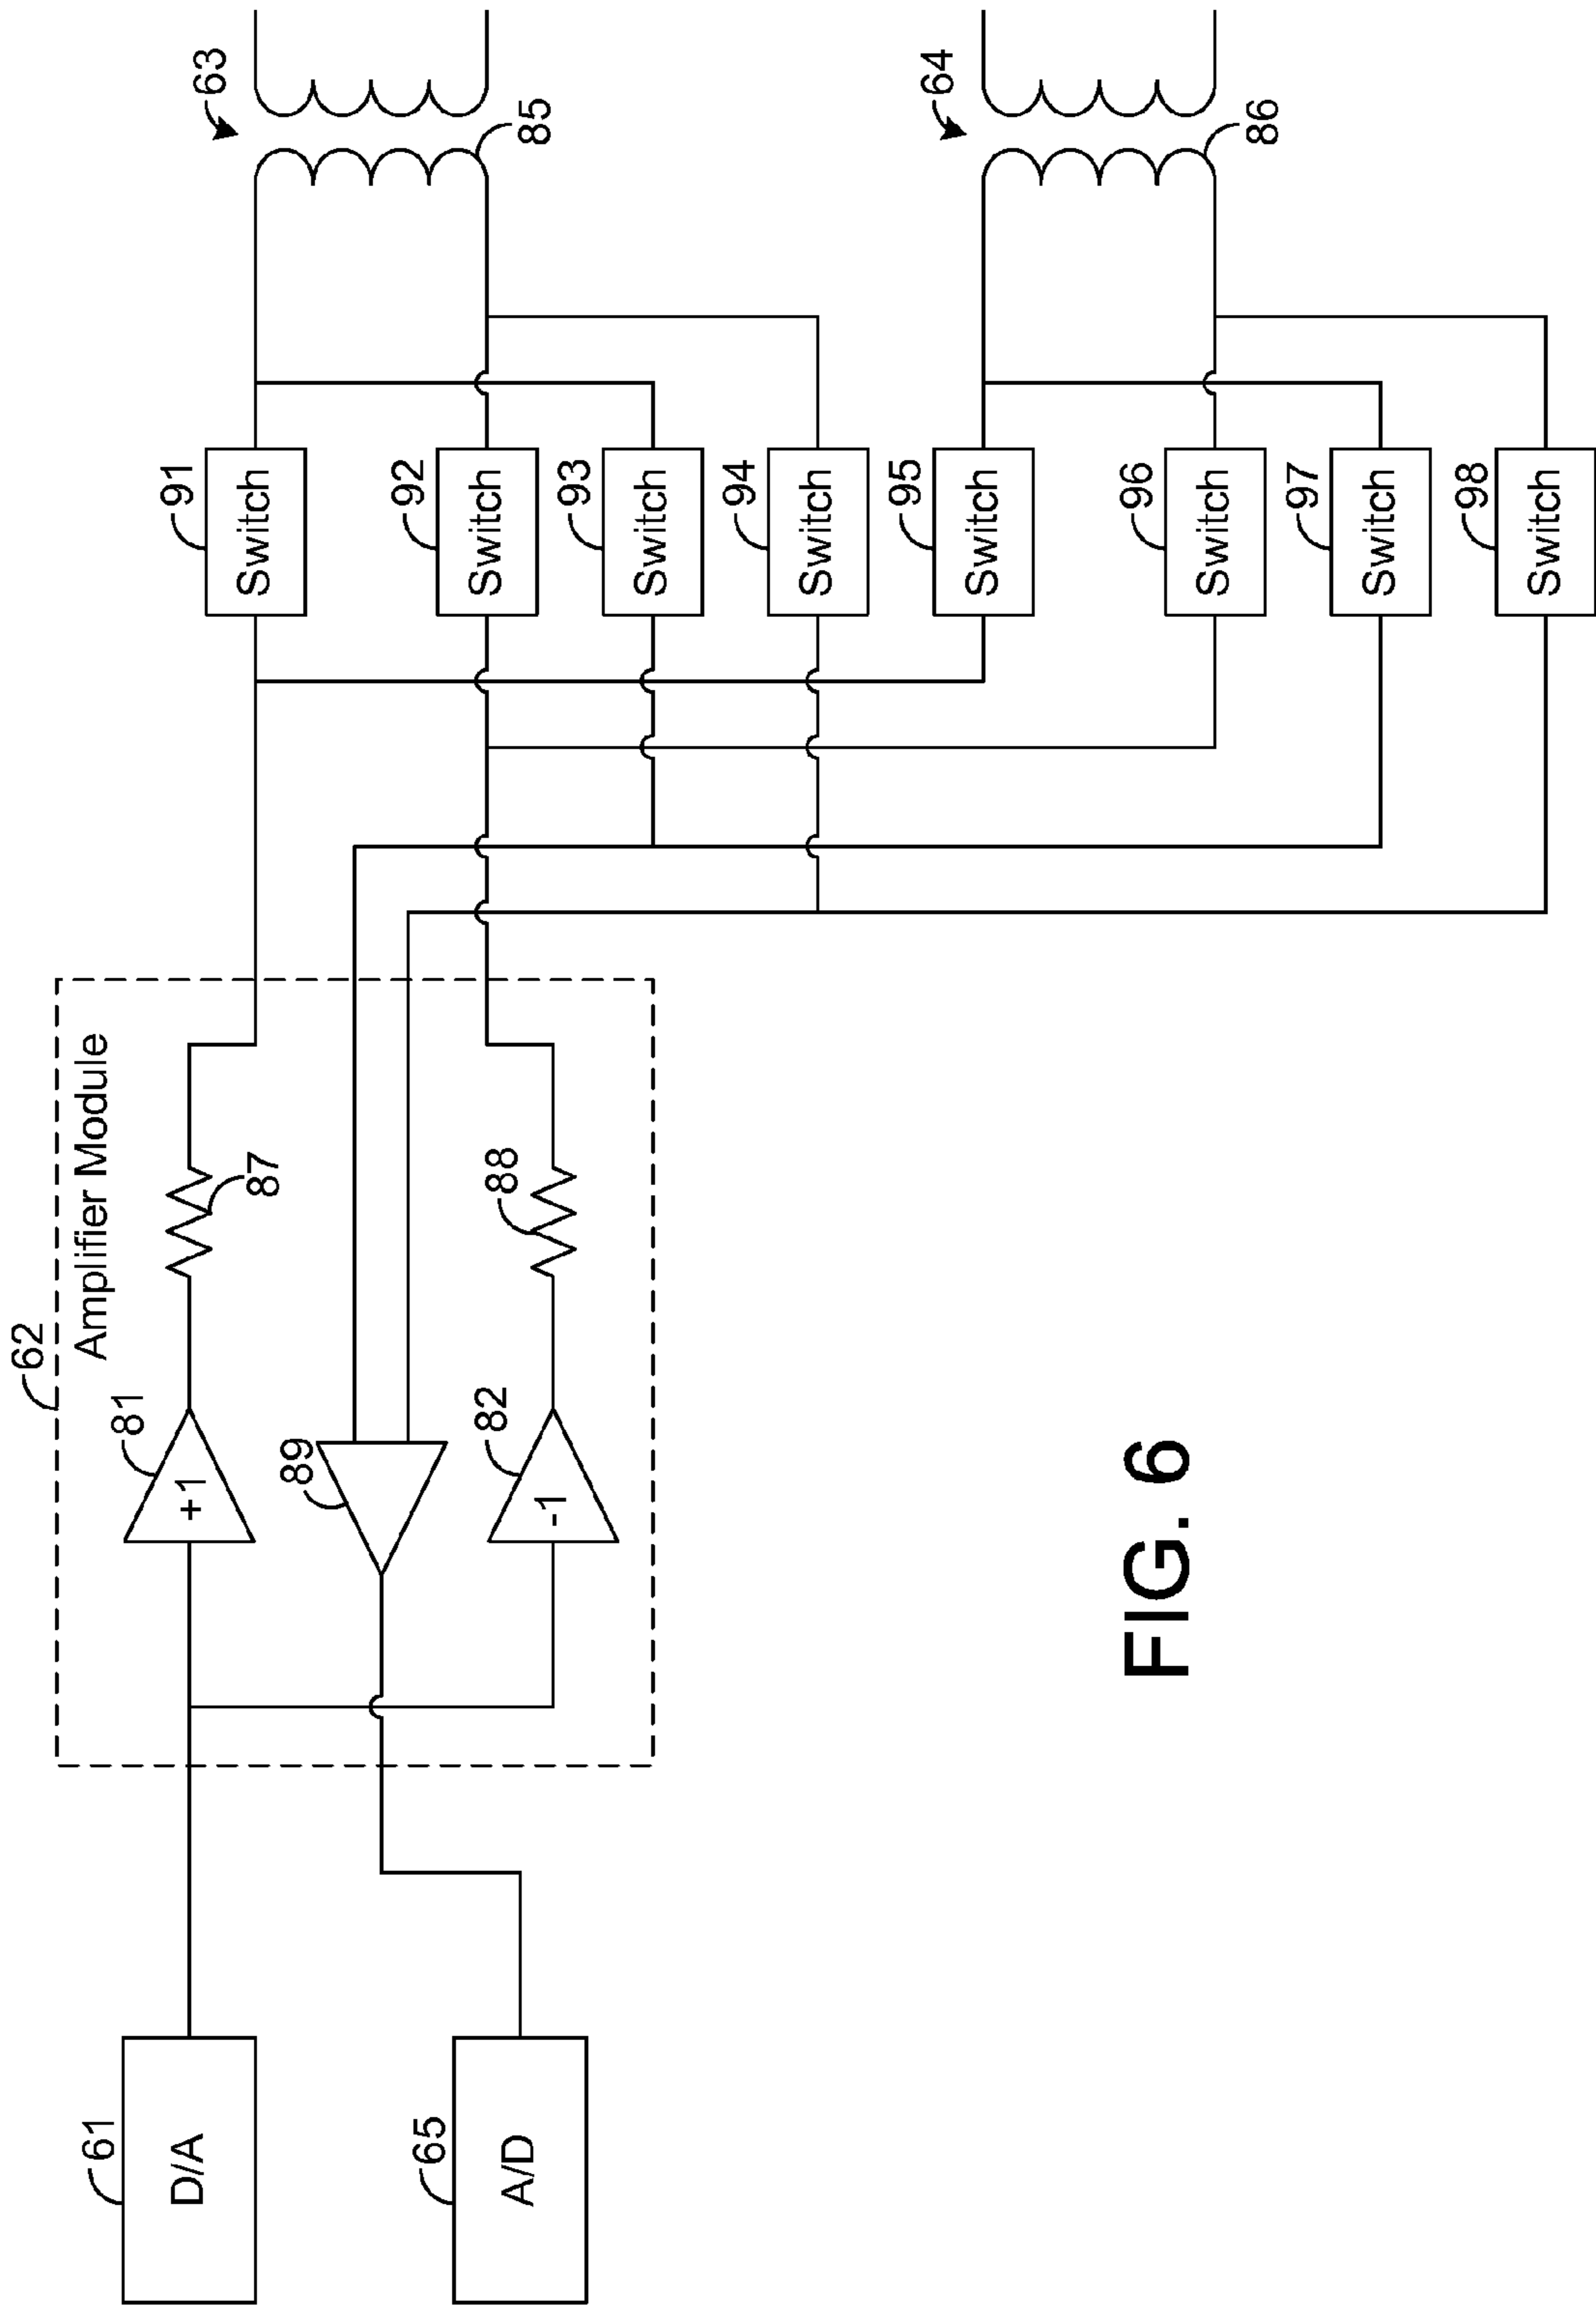 62
Amplifier Module
61
D/A
81
+1
87
91
Switch
63
85
89
65
A/D
82
-1
88
92
Switch
93
Switch
94
Switch
95
Switch
64
86
96
Switch
97
Switch
98
Switch
FIG. 6